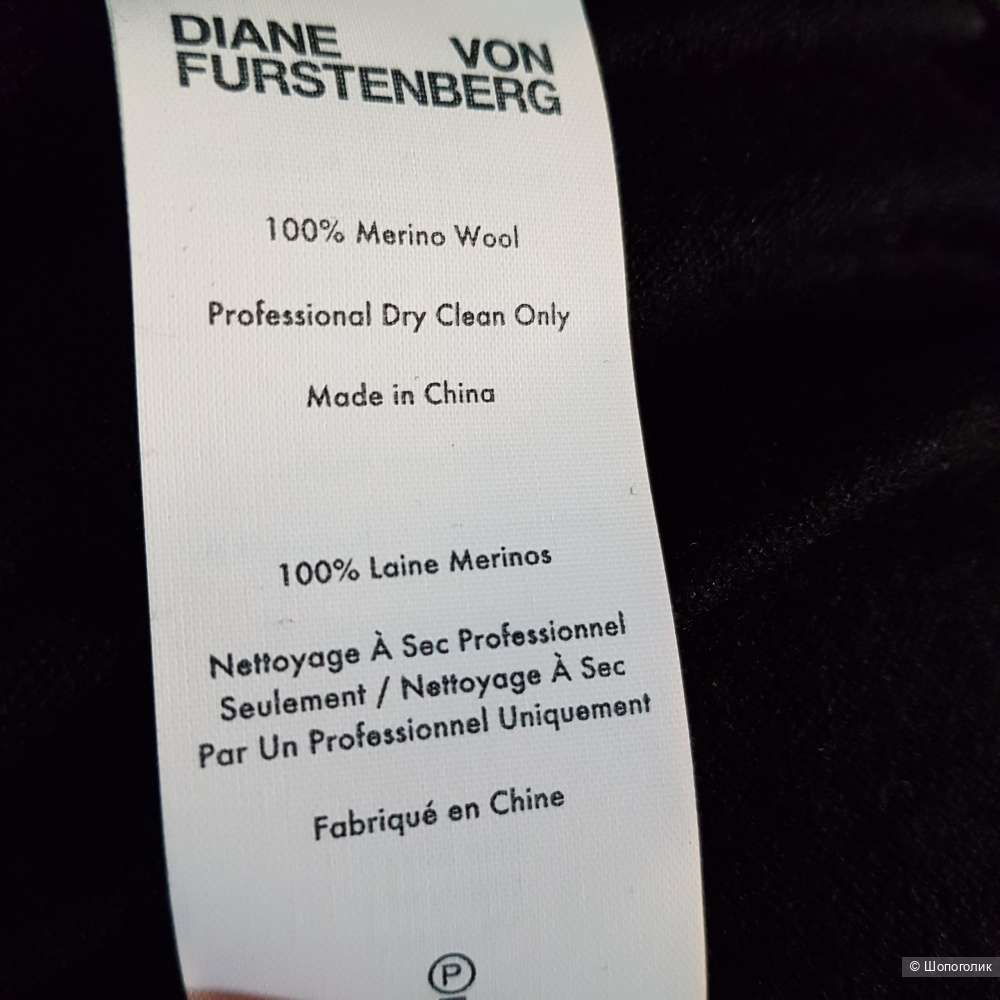 DIANE VON
FURSTENBERG
100% Merino Wool
Professional Dry Clean Only
Made in China
100% Laine Merinos
Nettoyage À Sec Professionnel
Seulement / Nettoyage À Sec
Par Un Professionnel Uniquement
Fabriqué en Chine
P
© Шопоголик